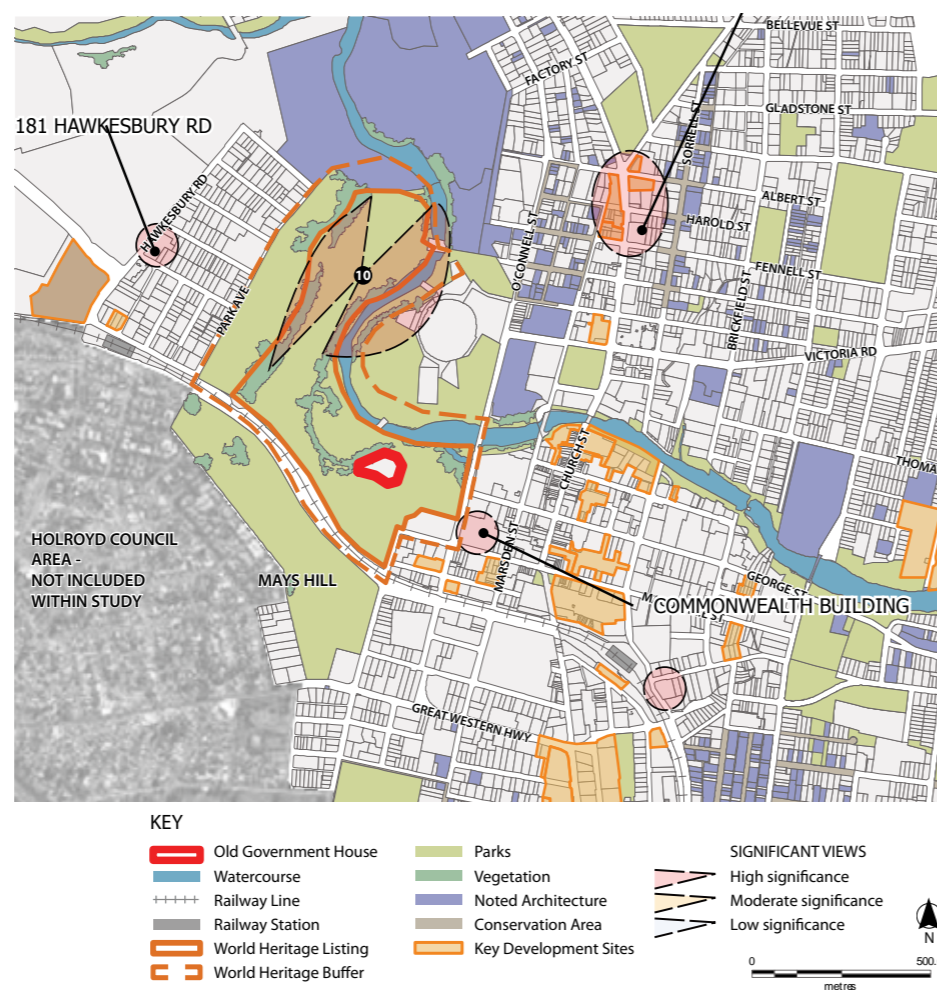 BELLEVUE ST
FACTORY ST
SORRELL ST
GLADSTONE ST
181 HAWKESBURY RD
HAWKESBURY RD
ALBERT ST
O'CONNELL ST
HAROLD ST
10
FENNELL ST
PARK AVE
BRICKFIELD ST
VICTORIA RD
CHURCH ST
THOMA
HOLROYD COUNCIL
AREA -
NOT INCLUDED
WITHIN STUDY
MARSDEN ST
MAYS HILL
GEORGE ST
COMMONWEALTH BUILDING
GREAT WESTERN HWY
KEY
Old Government House
Watercourse
Railway Line
Railway Station
World Heritage Listing
World Heritage Buffer
Parks
Vegetation
Noted Architecture
Conservation Area
Key Development Sites
SIGNIFICANT VIEWS
High significance
Moderate significance
Low significance
N
0 500.
metres